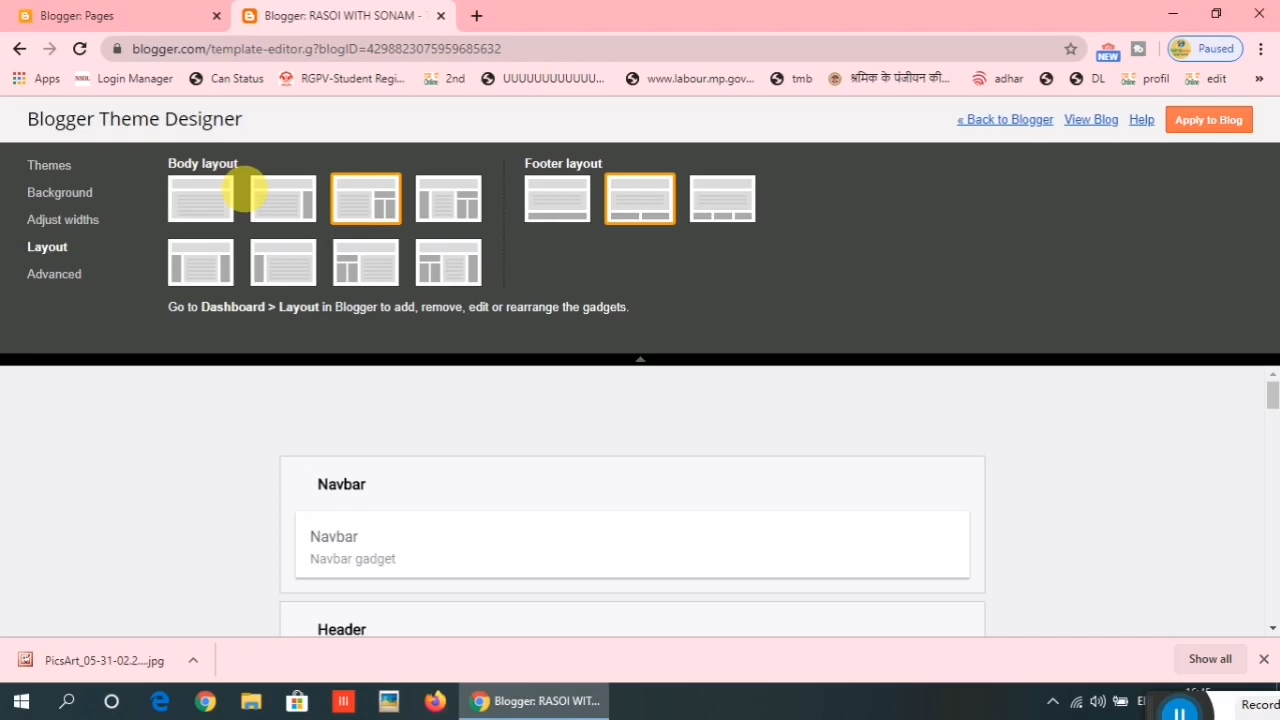 Blogger: Pages
Blogger: RASOI WITH SONAM -
blogger.com/template-editor.g?blogID=4298823075959685632
NEW
Paused
Apps
Login Manager
Can Status
RGPV-Student Regi...
2nd
UUUUUUUUUUUU...
www.labour.mp.gov...
tmb
श्रमिक के पंजीयन की...
adhar
DL
profil
edit
»
Blogger Theme Designer
« Back to Blogger
View Blog
Help
Apply to Blog
Themes
Background
Adjust widths
Layout
Advanced
Body layout
Footer layout
Go to Dashboard > Layout in Blogger to add, remove, edit or rearrange the gadgets.
Navbar
Navbar
Navbar gadget
Header
PicsArt_05-31-02.2....jpg
Show all
Blogger: RASOI WIT...
Record